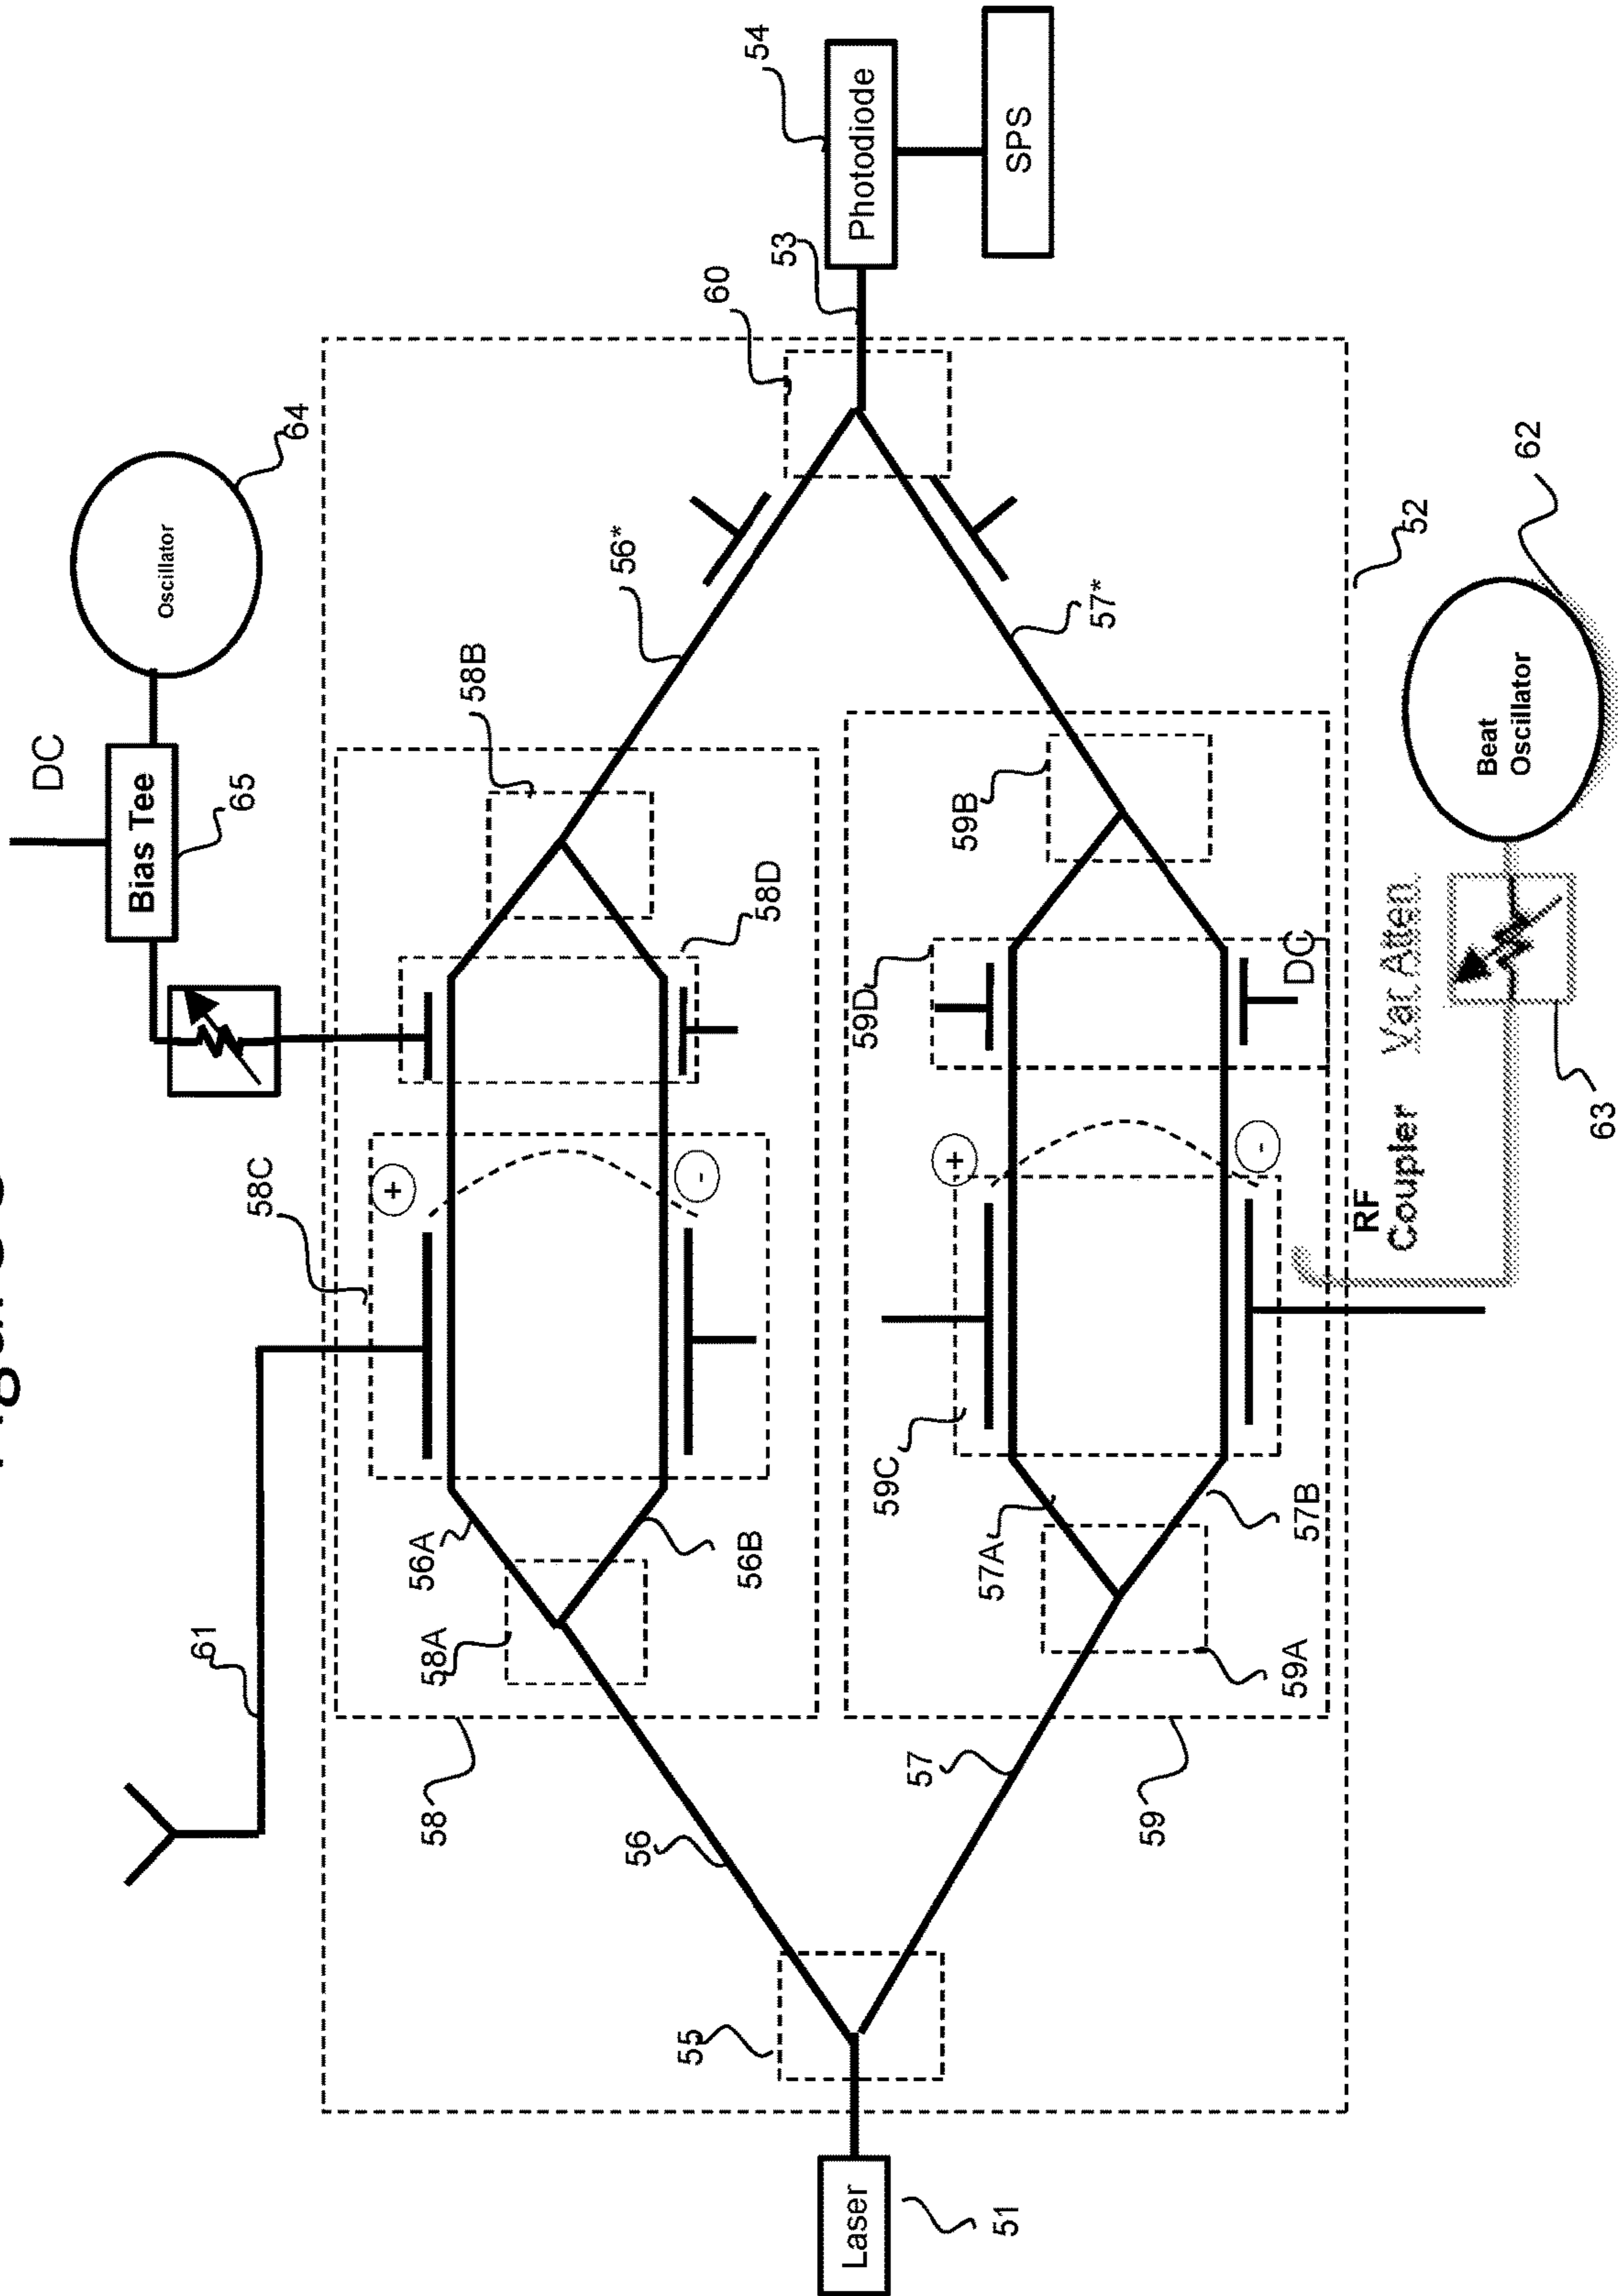 DC
Oscillator
64
Bias Tee
65
61
58C
58B
60
53
54
Photodiode
SPS
56*
58D
+
-
56A
56B
58A
58
56
55
Laser
51
57
57A
57B
59A
59
59C
59D
59B
57*
+
-
DC
52
RF
Coupler
Var Atten
63
Beat
Oscillator
62